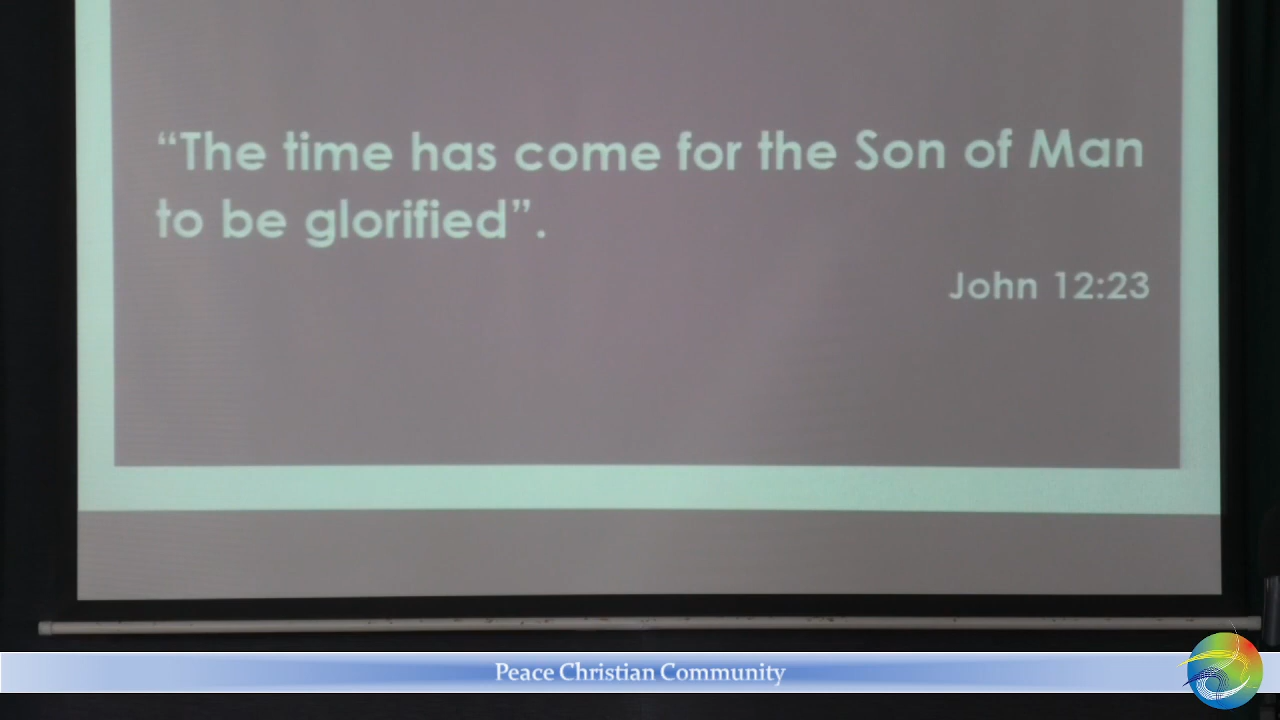 “The time has come for the Son of Man
to be glorified”.
John 12:23
Peace Christian Community